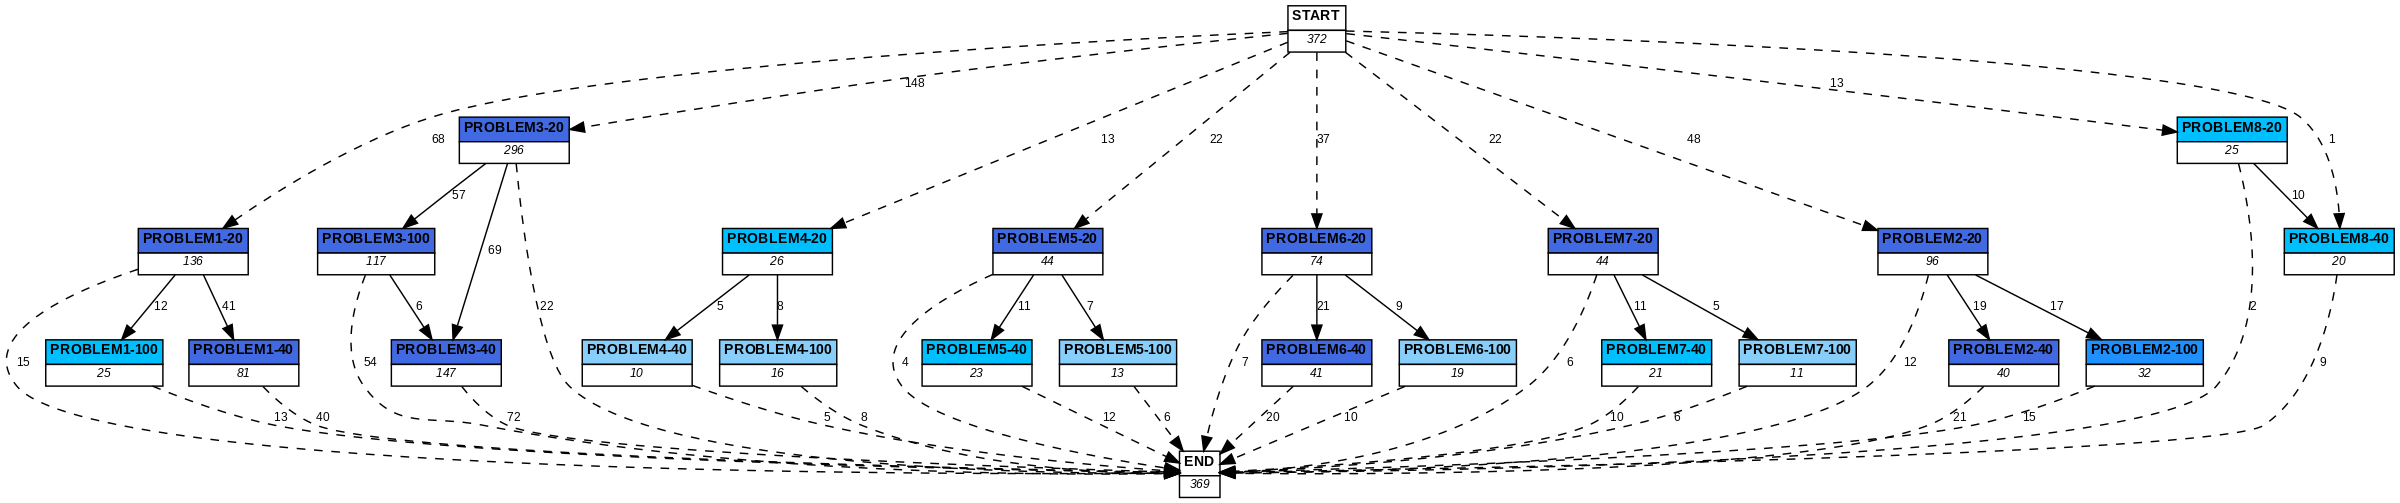 START
372
148
13
68
PROBLEM3-20
296
13
22
37
22
48
PROBLEM8-20
25
1
57
10
PROBLEM1-20
136
PROBLEM3-100
117
69
PROBLEM4-20
26
PROBLEM5-20
44
PROBLEM6-20
74
PROBLEM7-20
44
PROBLEM2-20
96
PROBLEM8-40
20
12
41
6
22
5
8
11
7
21
9
11
5
19
17
2
15
PROBLEM1-100
25
PROBLEM1-40
81
54
PROBLEM3-40
147
PROBLEM4-40
10
PROBLEM4-100
16
4
PROBLEM5-40
23
PROBLEM5-100
13
7
PROBLEM6-40
41
PROBLEM6-100
19
6
PROBLEM7-40
21
PROBLEM7-100
11
12
PROBLEM2-40
40
PROBLEM2-100
32
9
13
40
72
5
8
12
6
20
10
10
6
21
15
END
369